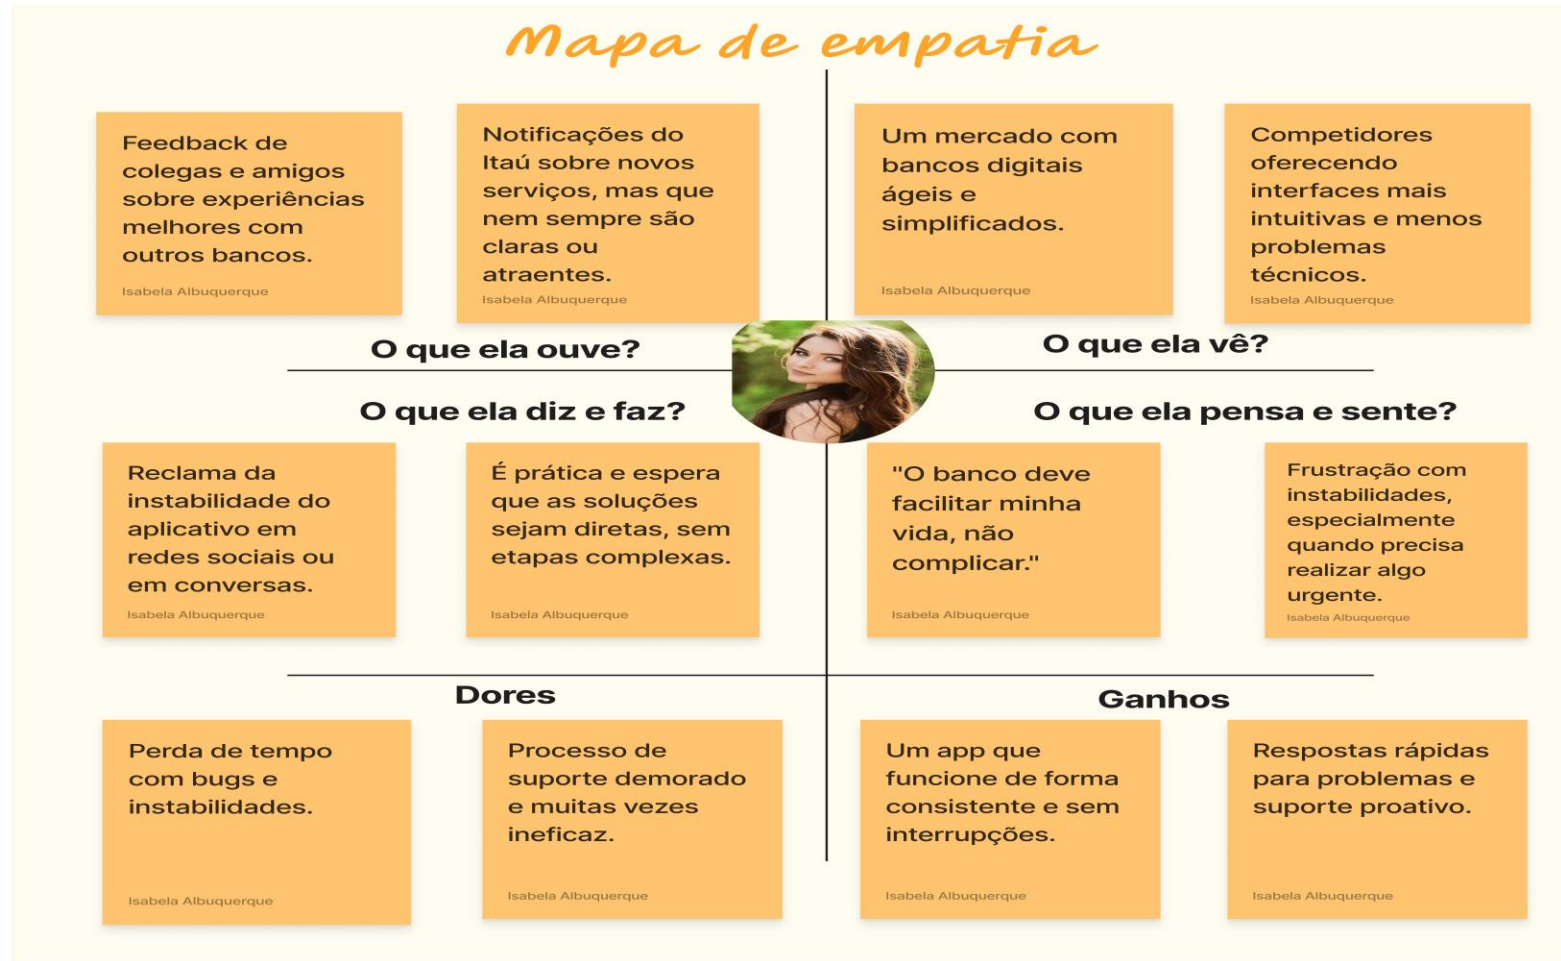 Mapa de empatia
Feedback de
colegas e amigos
sobre experiências
melhores com
outros bancos.
Isabela Albuquerque
Notificações do
Itaú sobre novos
serviços, mas que
nem sempre são
claras ou
atraentes.
Isabela Albuquerque
Um mercado com
bancos digitais
ágeis e
simplificados.
Isabela Albuquerque
Competidores
oferecendo
interfaces mais
intuitivas e menos
problemas
técnicos.
Isabela Albuquerque
O que ela ouve?
O que ela vê?
O que ela diz e faz?
O que ela pensa e sente?
Reclama da
instabilidade do
aplicativo em
redes sociais ou
em conversas.
Isabela Albuquerque
É prática e espera
que as soluções
sejam diretas, sem
etapas complexas.
Isabela Albuquerque
"O banco deve
facilitar minha
vida, não
complicar."
Isabela Albuquerque
Frustração com
instabilidades,
especialmente
quando precisa
realizar algo
urgente.
Isabela Albuquerque
Dores
Ganhos
Perda de tempo
com bugs e
instabilidades.
Isabela Albuquerque
Processo de
suporte demorado
e muitas vezes
ineficaz.
Isabela Albuquerque
Um app que
funcione de forma
consistente e sem
interrupções.
Isabela Albuquerque
Respostas rápidas
para problemas e
suporte proativo.
Isabela Albuquerque